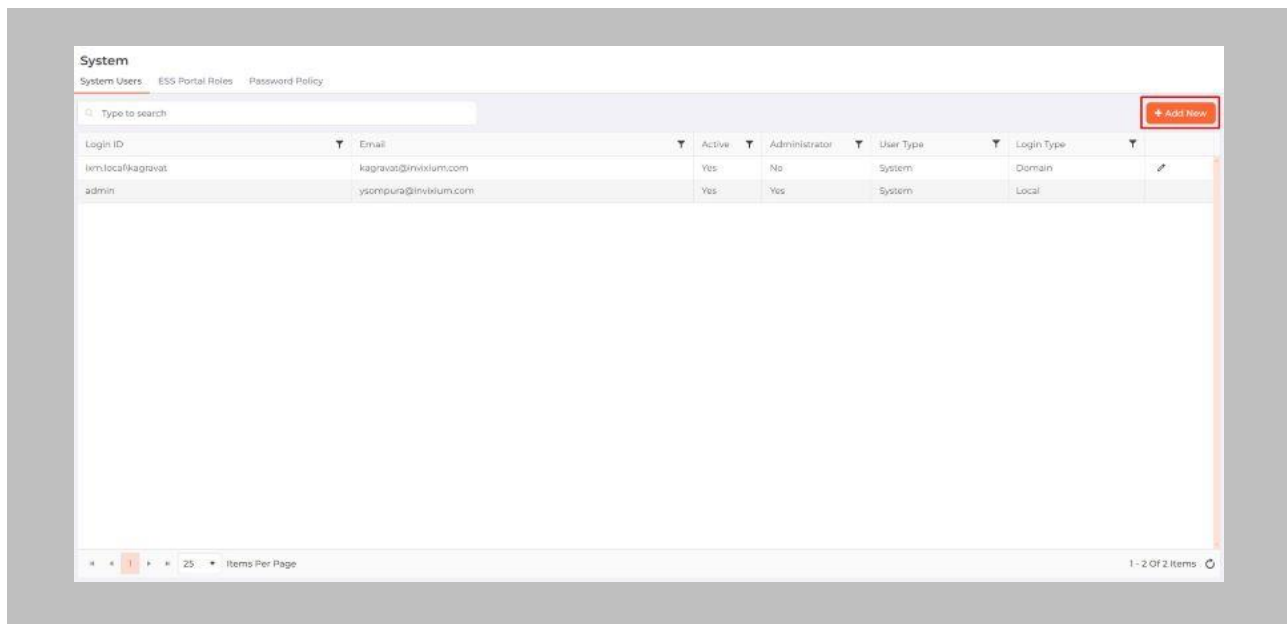 System
System Users ESS Portal Roles Password Policy
Type to search
+ Add New
Login ID Email Active Administrator User Type Login Type
ixm.local\kagravat kagravat@invixium.com Yes No System Domain
admin ysompura@invixium.com Yes Yes System Local
1 25 Items Per Page 1 - 2 Of 2 Items